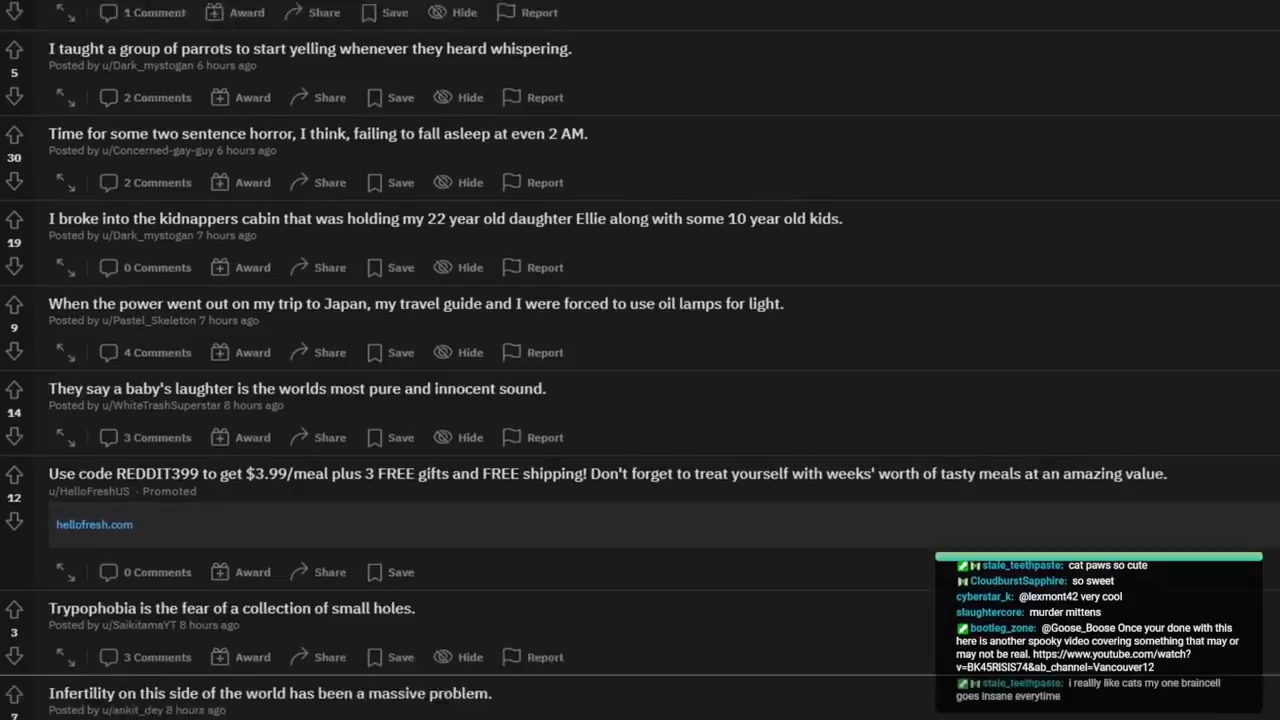 1 Comment Award Share Save Hide Report
I taught a group of parrots to start yelling whenever they heard whispering.
Posted by u/Dark_mystogan 6 hours ago
5
2 Comments Award Share Save Hide Report
Time for some two sentence horror, I think, failing to fall asleep at even 2 AM.
Posted by u/Concerned-gay-guy 6 hours ago
30
2 Comments Award Share Save Hide Report
I broke into the kidnappers cabin that was holding my 22 year old daughter Ellie along with some 10 year old kids.
Posted by u/Dark_mystogan 7 hours ago
19
0 Comments Award Share Save Hide Report
When the power went out on my trip to Japan, my travel guide and I were forced to use oil lamps for light.
Posted by u/Pastel_Skeleton 7 hours ago
9
4 Comments Award Share Save Hide Report
They say a baby's laughter is the worlds most pure and innocent sound.
Posted by u/WhiteTrashSuperstar 8 hours ago
14
3 Comments Award Share Save Hide Report
Use code REDDIT399 to get $3.99/meal plus 3 FREE gifts and FREE shipping! Don't forget to treat yourself with weeks' worth of tasty meals at an amazing value.
u/HelloFreshUS · Promoted
12
hellofresh.com
0 Comments Award Share Save
Trypophobia is the fear of a collection of small holes.
Posted by u/SaikitamaYT 8 hours ago
3
3 Comments Award Share Save Hide Report
Infertility on this side of the world has been a massive problem.
Posted by u/ankit_dey 8 hours ago
7
stale_teethpaste: cat paws so cute
CloudburstSapphire: so sweet
cyberstar_k: @lexmont42 very cool
slaughtercore: murder mittens
bootleg_zone: @Goose_Boose Once your done with this
here is another spooky video covering something that may or
may not be real. https://www.youtube.com/watch?
v=BK45RlSlS74&ab_channel=Vancouver12
stale_teethpaste: i reallly like cats my one braincell
goes insane everytime